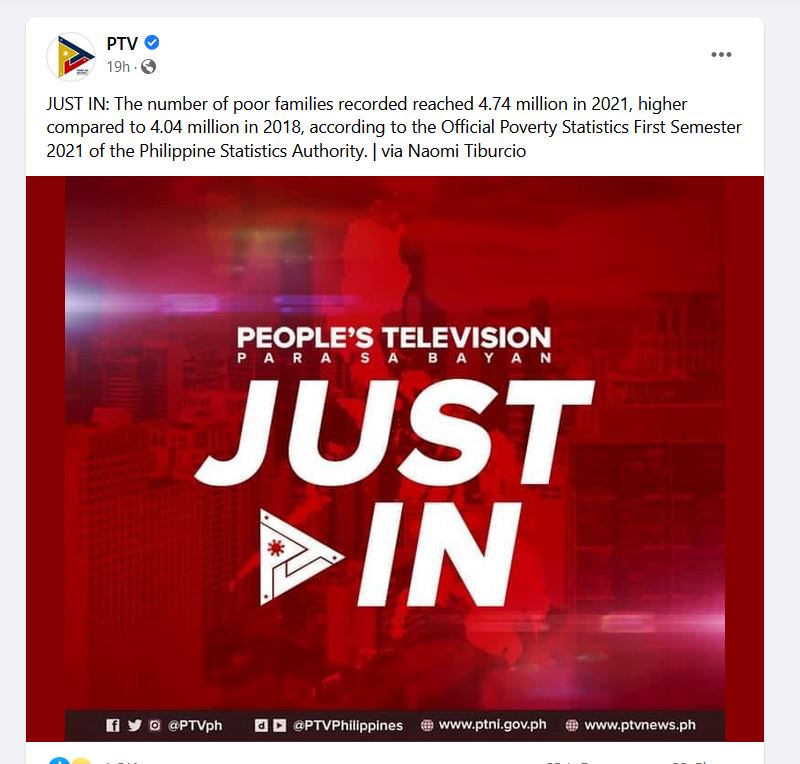 PTV
19h ·
JUST IN: The number of poor families recorded reached 4.74 million in 2021, higher
compared to 4.04 million in 2018, according to the Official Poverty Statistics First Semester
2021 of the Philippine Statistics Authority. | via Naomi Tiburcio
PEOPLE'S TELEVISION
PARA SA BAYAN
JUST
IN
@PTVph @PTVPhilippines www.ptni.gov.ph www.ptvnews.ph